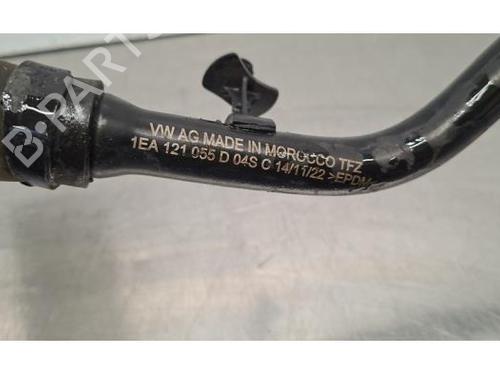 VW AG MADE IN MOROCCO TFZ
1EA 121 055 D 04S C 14/11/22 >EPDM
B-PARTS